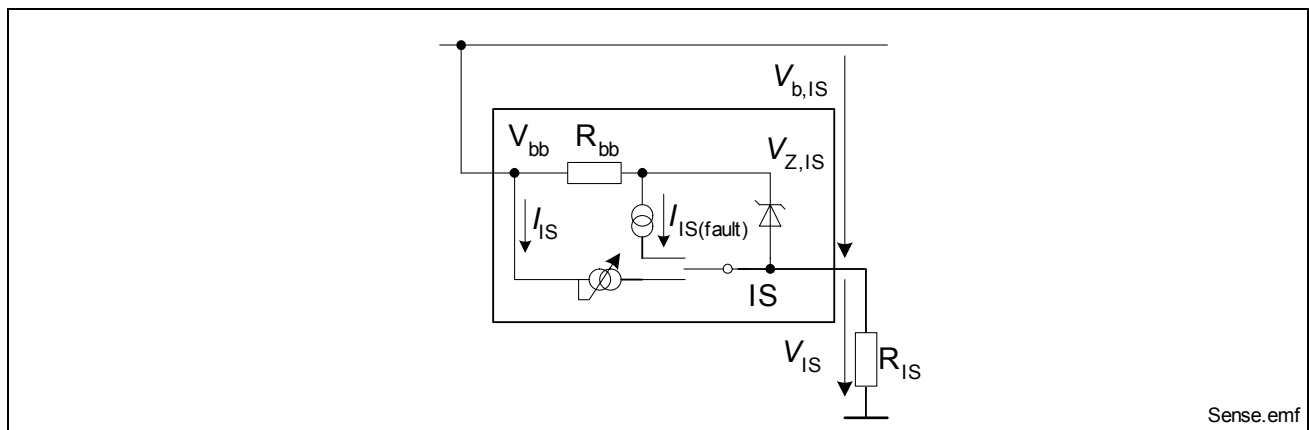 V_b,IS
V_bb R_bb V_Z,IS
I_IS I_IS(fault)
IS
V_IS R_IS
Sense.emf